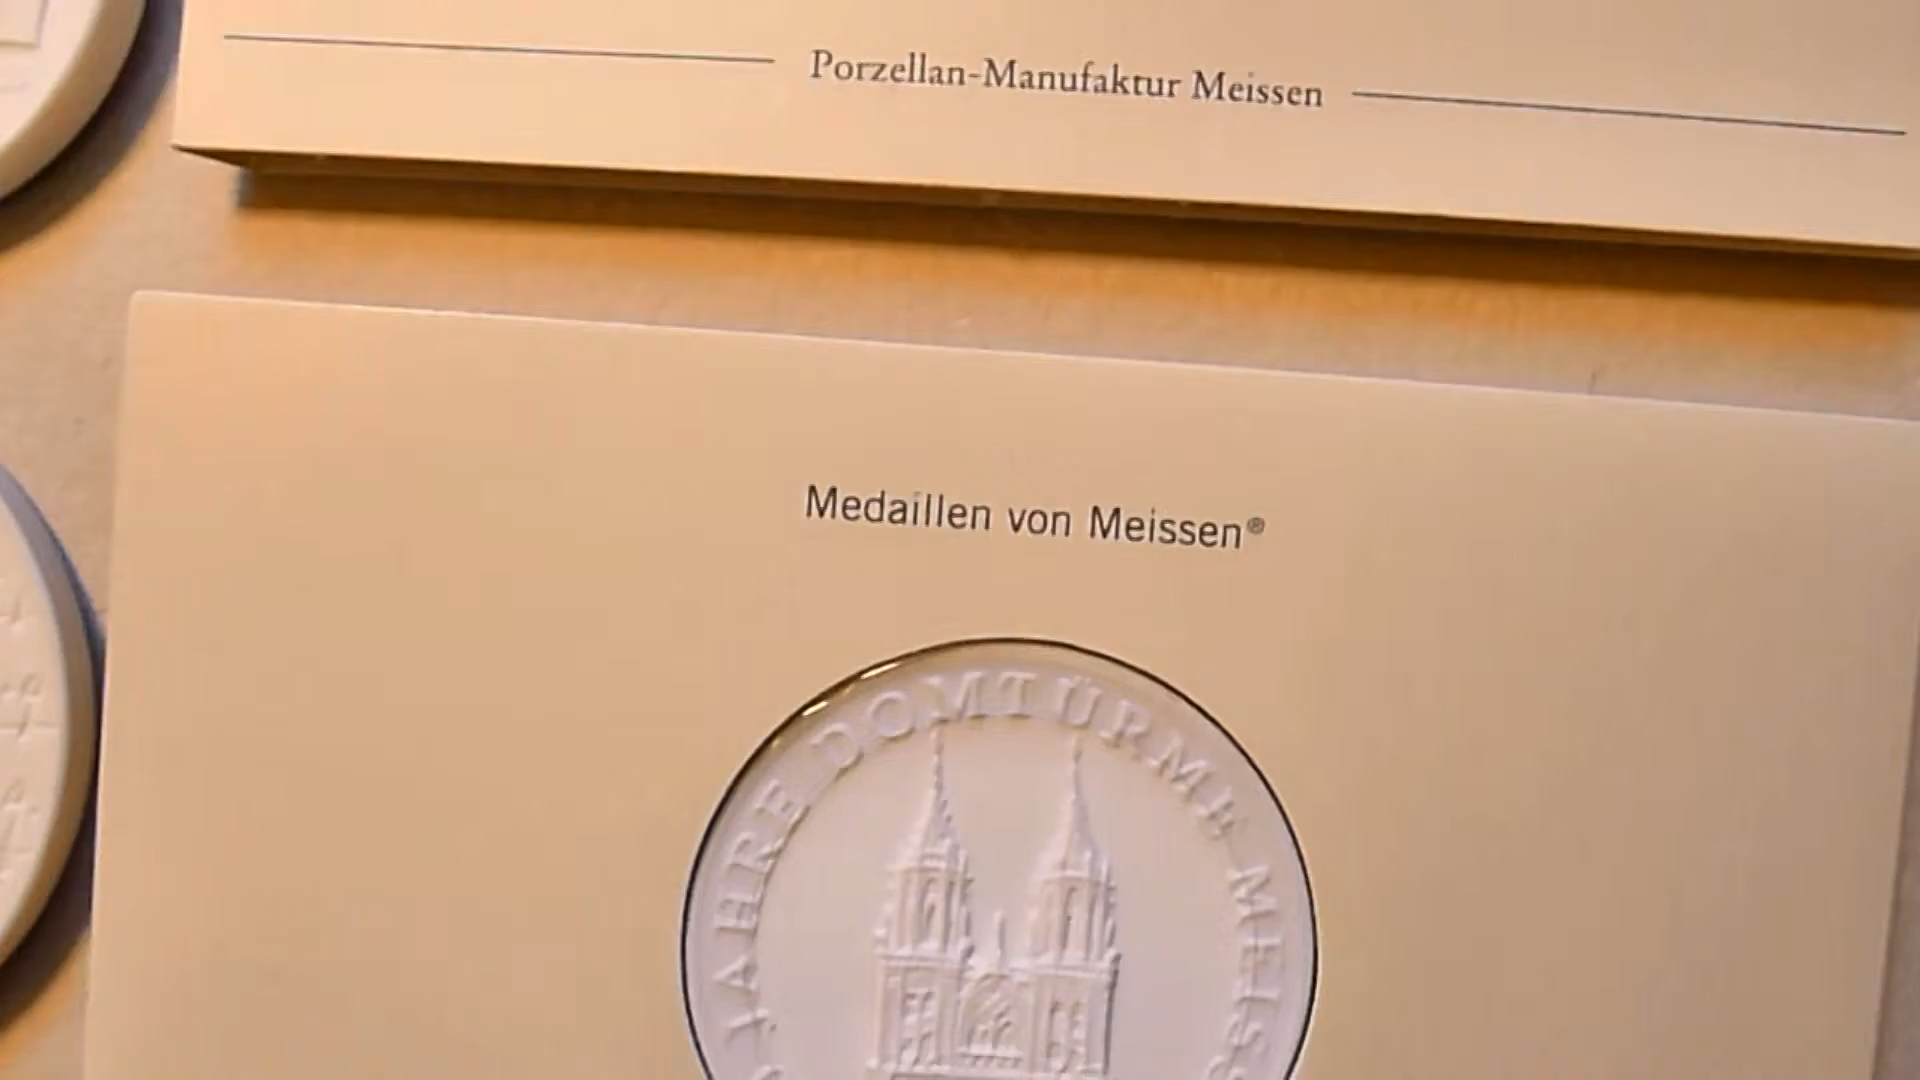 Porzellan-Manufaktur Meissen
Medaillen von Meissen®
JAHRE DOMTÜRME MEISS